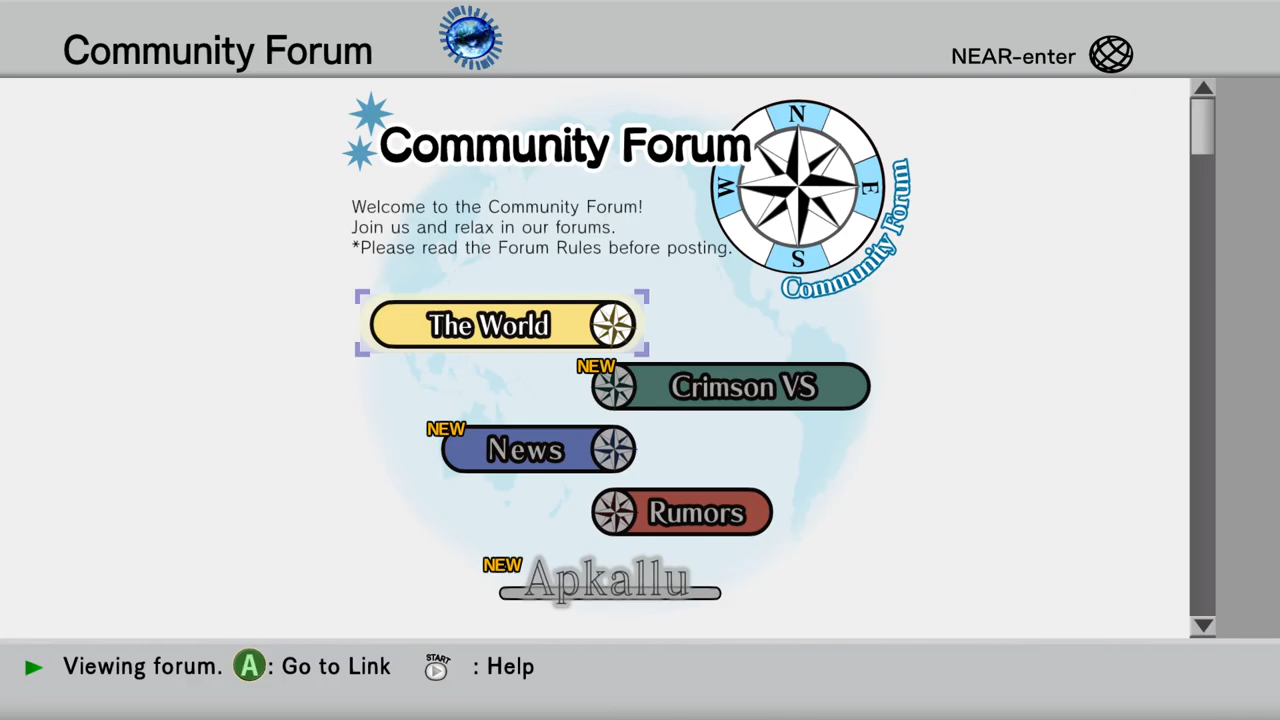 Community Forum
NEAR-enter
Community Forum
N
W
E
S
Community Forum
Welcome to the Community Forum!
Join us and relax in our forums.
*Please read the Forum Rules before posting.
The World
NEW
Crimson VS
NEW
News
Rumors
NEW
Apkallu
Viewing forum. A : Go to Link START : Help